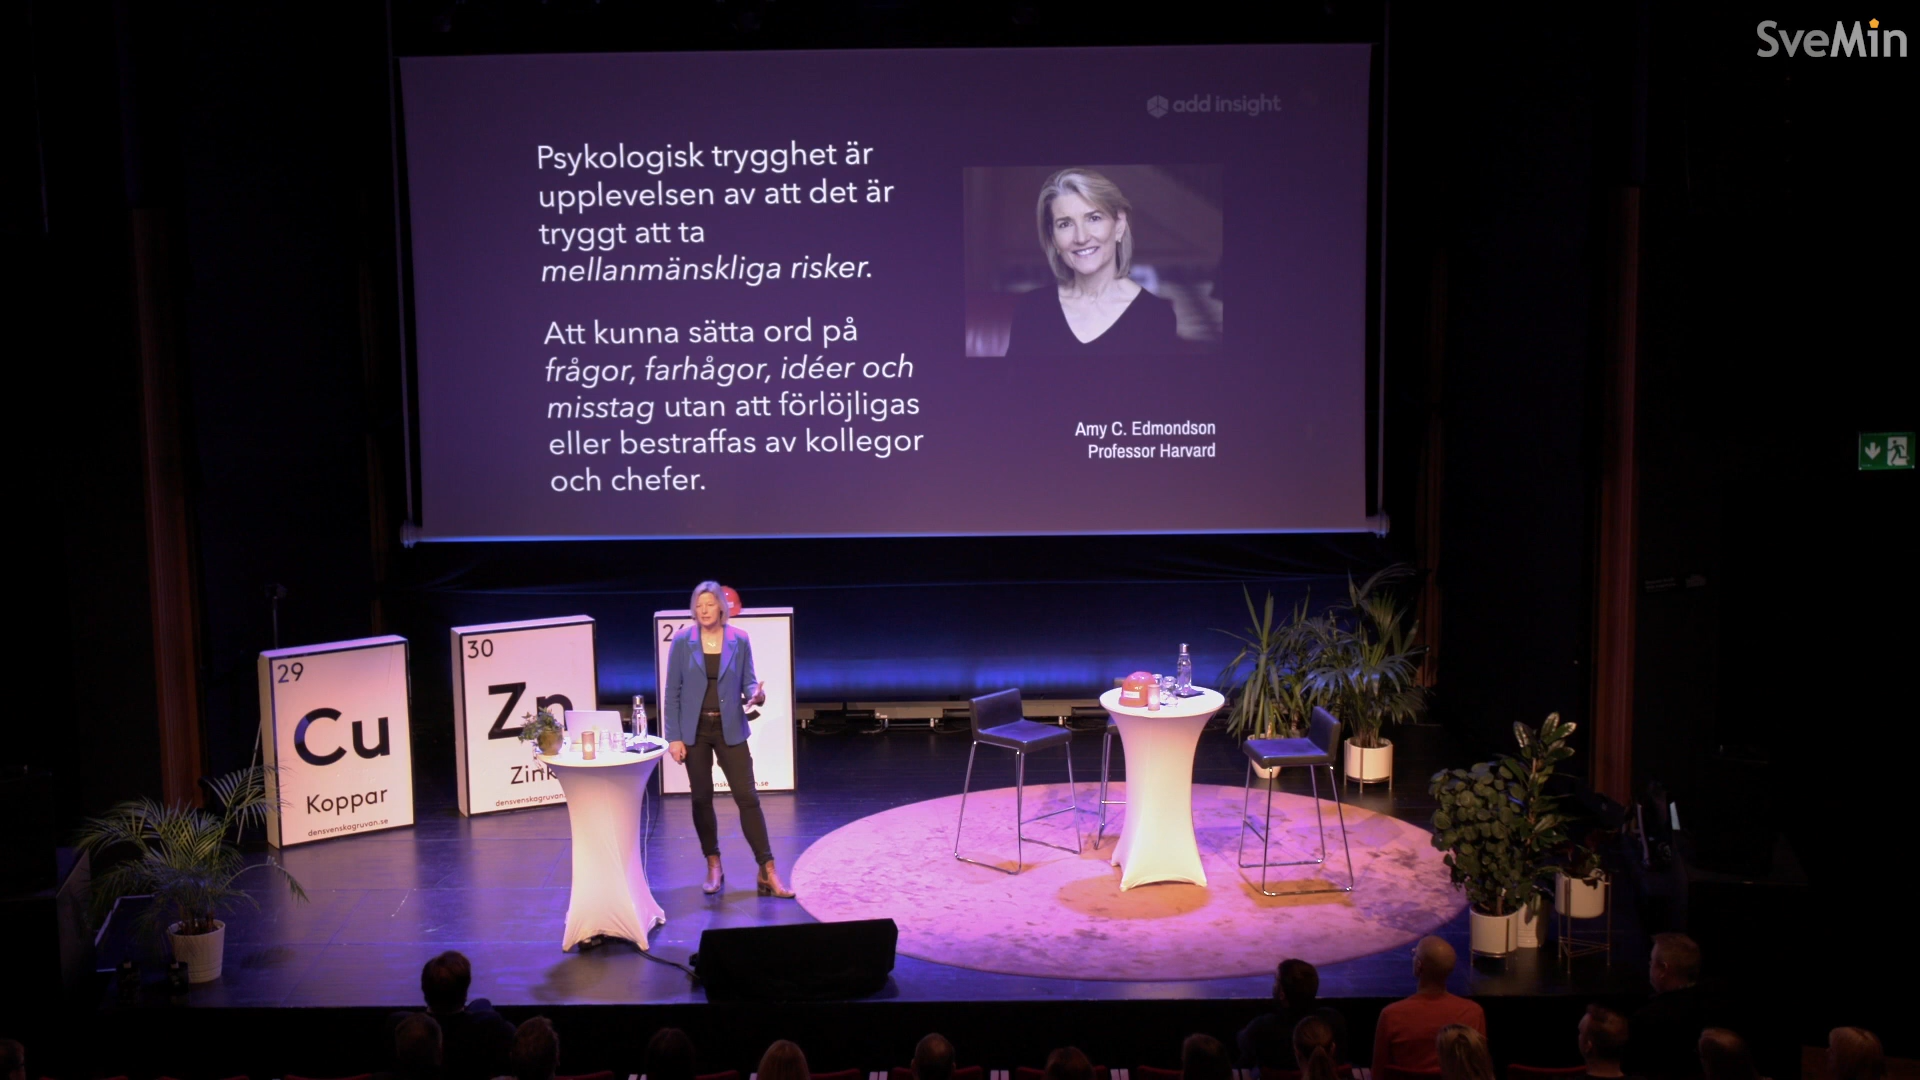 SveMin
add insight
Psykologisk trygghet är
upplevelsen av att det är
tryggt att ta
mellanmänskliga risker.
Att kunna sätta ord på
frågor, farhågor, idéer och
misstag utan att förlöjligas
eller bestraffas av kollegor
och chefer.
Amy C. Edmondson
Professor Harvard
29
Cu
Koppar
densvenskagruvan.se
30
Zn
Zink
densvenskagruvan.